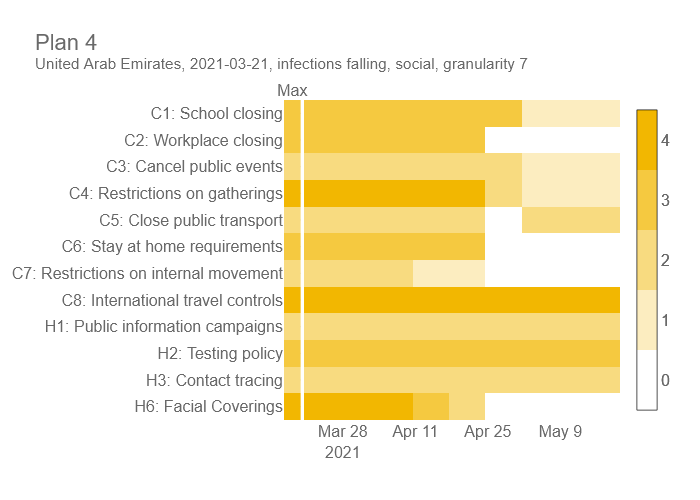 Plan 4
United Arab Emirates, 2021-03-21, infections falling, social, granularity 7
Max
C1: School closing
C2: Workplace closing
C3: Cancel public events
C4: Restrictions on gatherings
C5: Close public transport
C6: Stay at home requirements
C7: Restrictions on internal movement
C8: International travel controls
H1: Public information campaigns
H2: Testing policy
H3: Contact tracing
H6: Facial Coverings
4
3
2
1
0
Mar 28 Apr 11 Apr 25 May 9
2021